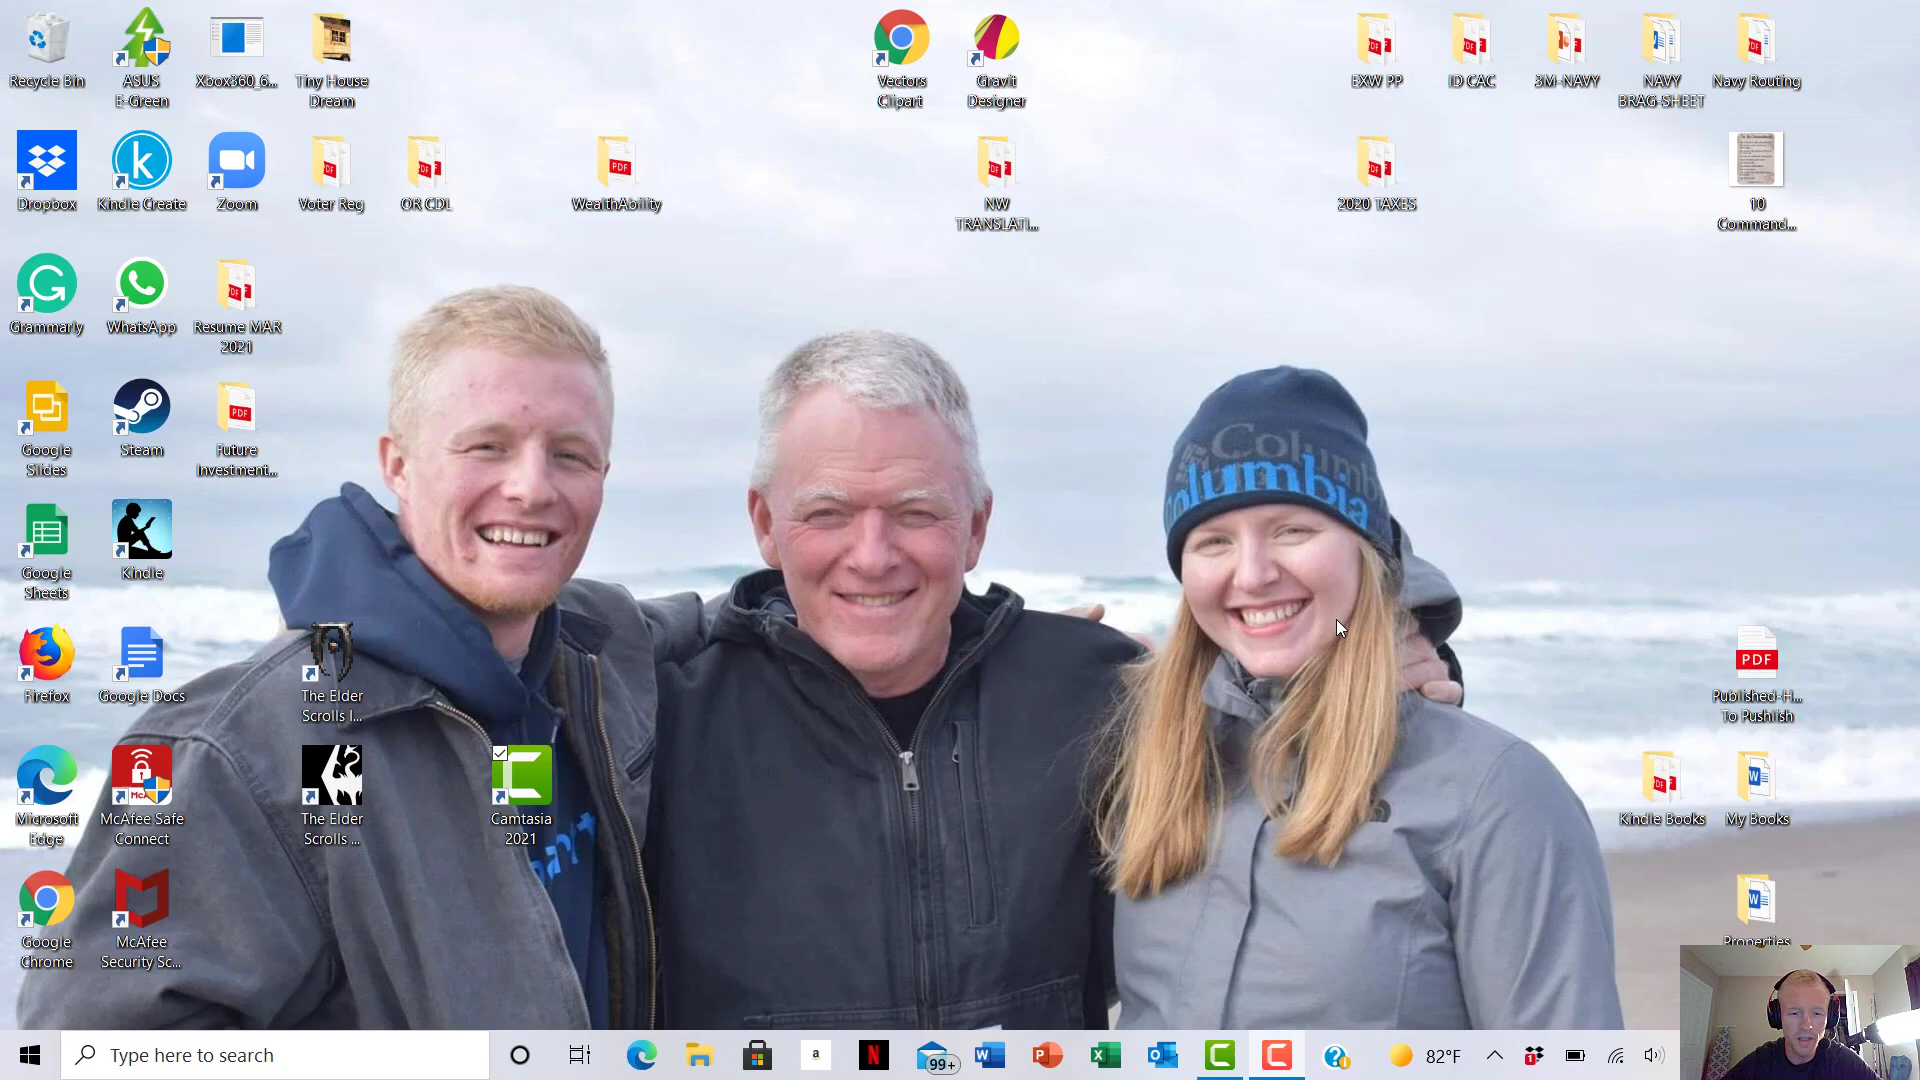 Recycle Bin
ASUS
E-Green
Xbox360_6...
Tiny House
Dream
Vectors
Clipart
Gravit
Designer
EXW PP
ID CAC
3M-NAVY
NAVY
BRAG-SHEET
Navy Routing
Dropbox
Kindle Create
Zoom
Voter Reg
OR CDL
WealthAbility
NW
TRANSLATI...
2020 TAXES
10
Command...
Grammarly
WhatsApp
Resume MAR
2021
Google
Slides
Steam
Future
Investment...
Columbia
Columbia
Google
Sheets
Kindle
Firefox
Google Docs
The Elder
Scrolls I...
PDF
Published-H...
To Pushlish
Microsoft
Edge
McAfee Safe
Connect
The Elder
Scrolls ...
Camtasia
2021
Kindle Books
My Books
Google
Chrome
McAfee
Security Sc...
Properties
Type here to search
99+
82°F